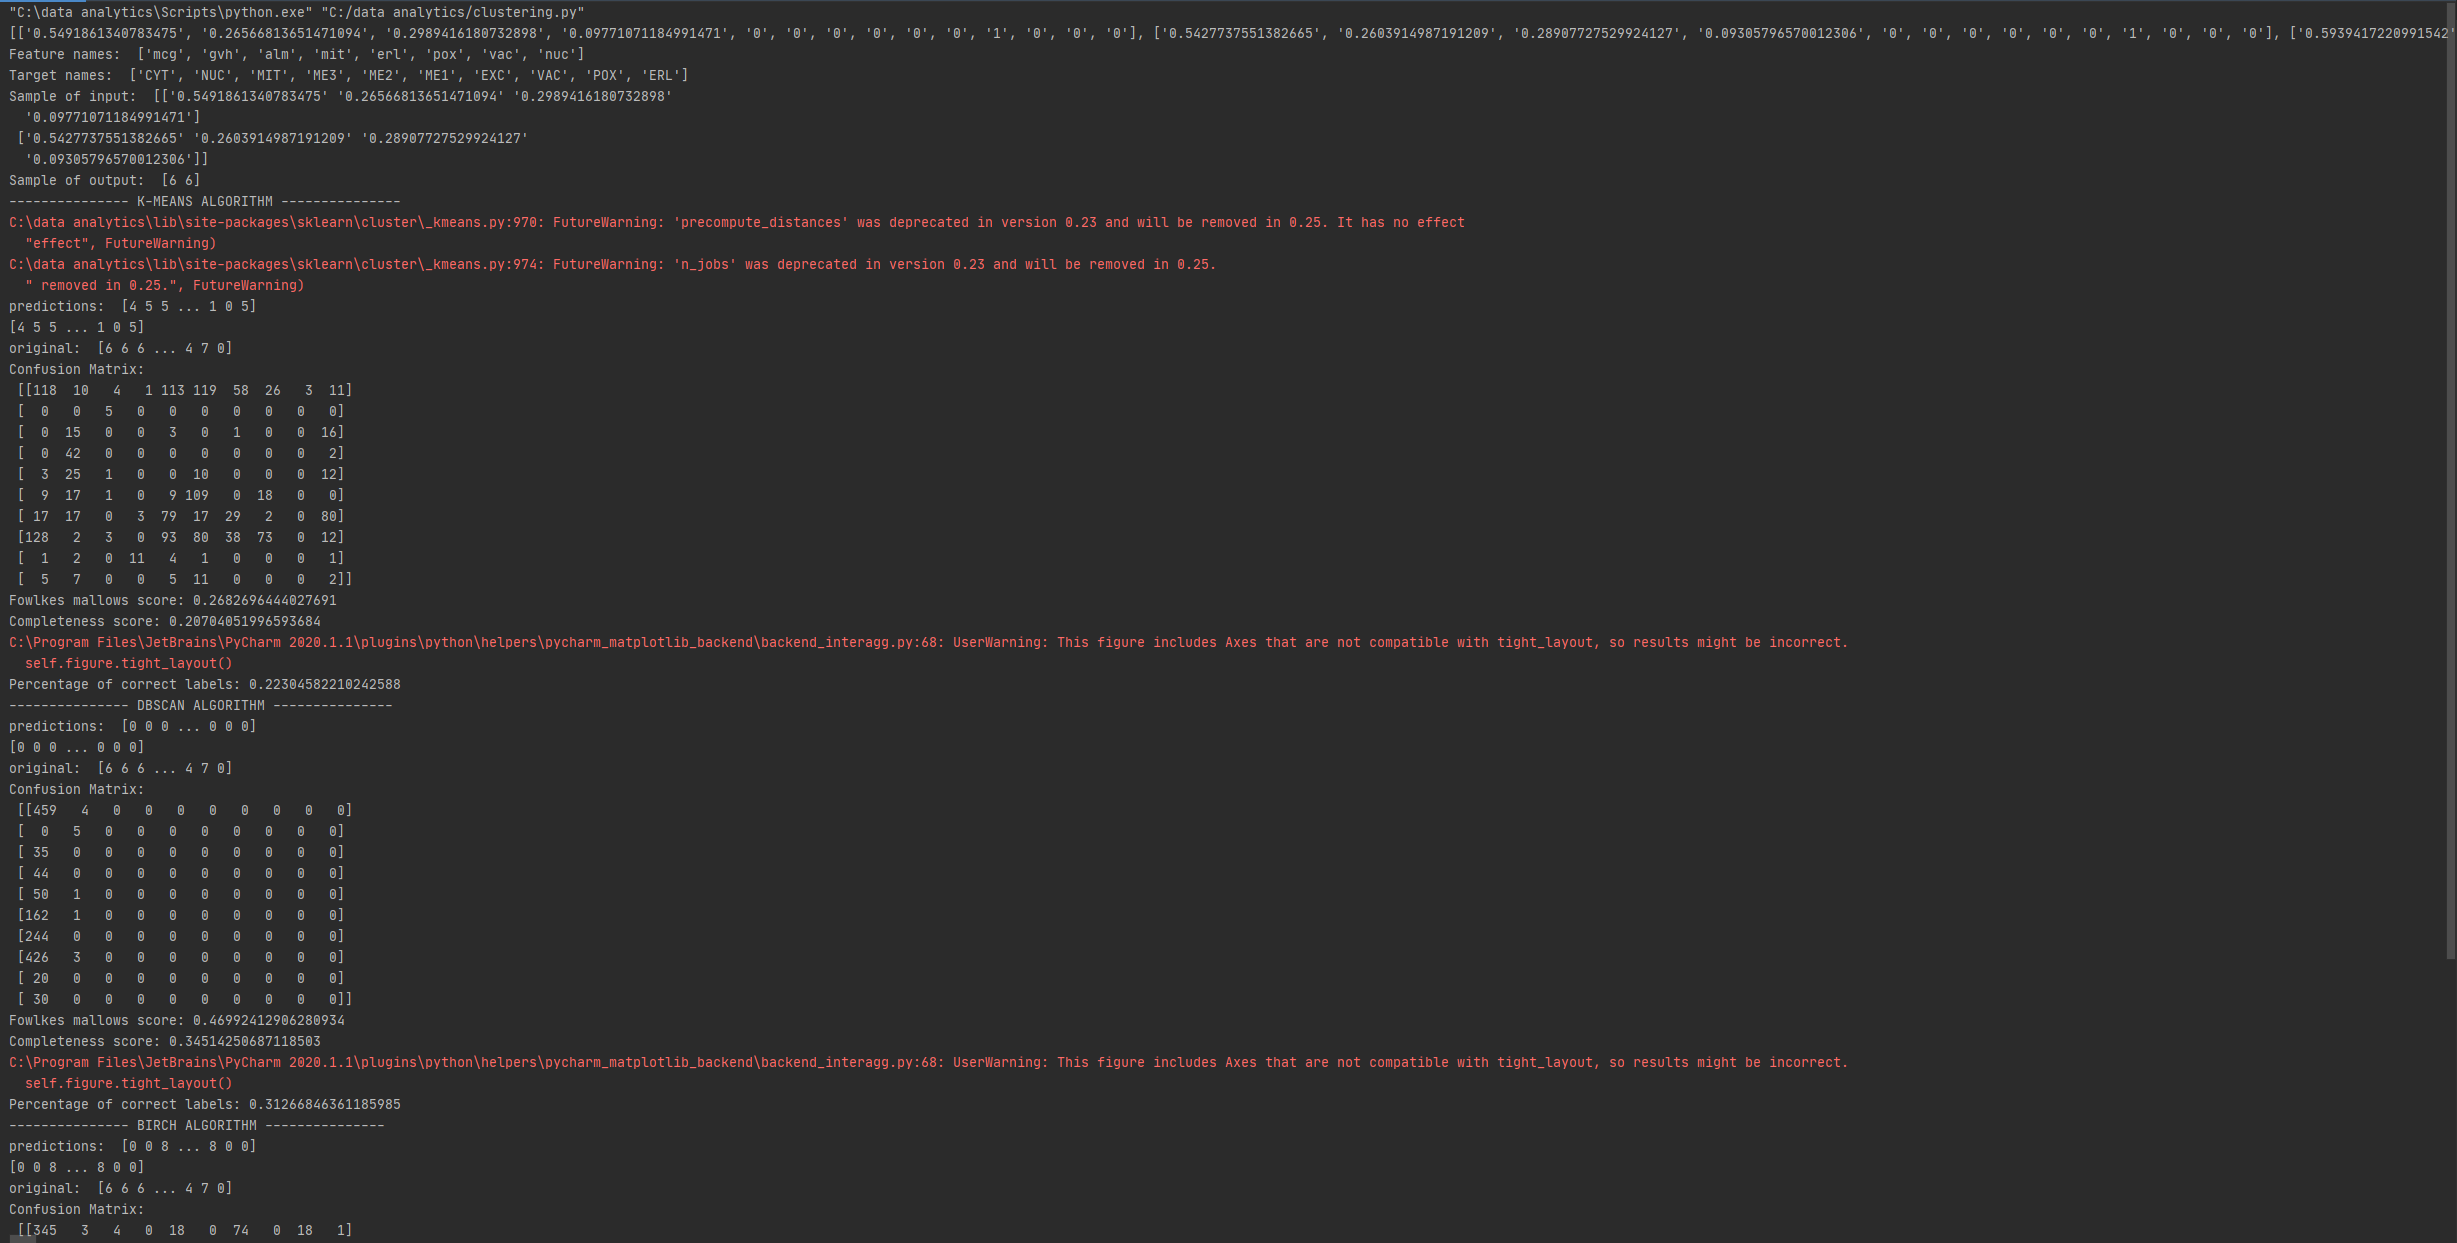 "C:\data analytics\Scripts\python.exe" "C:/data analytics/clustering.py"
[['0.5491861340783475', '0.26566813651471094', '0.2989416180732898', '0.09771071184991471', '0', '0', '0', '0', '0', '0', '1', '0', '0', '0'], ['0.5427737551382665', '0.2603914987191209', '0.28907727529924127', '0.09305796570012306', '0', '0', '0', '0', '0', '0', '1', '0', '0', '0'], ['0.5939417220991542'
Feature names:  ['mcg', 'gvh', 'alm', 'mit', 'erl', 'pox', 'vac', 'nuc']
Target names:  ['CYT', 'NUC', 'MIT', 'ME3', 'ME2', 'ME1', 'EXC', 'VAC', 'POX', 'ERL']
Sample of input:  [['0.5491861340783475' '0.26566813651471094' '0.2989416180732898'
  '0.09771071184991471']
 ['0.5427737551382665' '0.2603914987191209' '0.28907727529924127'
  '0.09305796570012306']]
Sample of output:  [6 6]
--------------- K-MEANS ALGORITHM ---------------
C:\data analytics\lib\site-packages\sklearn\cluster\_kmeans.py:970: FutureWarning: 'precompute_distances' was deprecated in version 0.23 and will be removed in 0.25. It has no effect
  "effect", FutureWarning)
C:\data analytics\lib\site-packages\sklearn\cluster\_kmeans.py:974: FutureWarning: 'n_jobs' was deprecated in version 0.23 and will be removed in 0.25.
  " removed in 0.25.", FutureWarning)
predictions:  [4 5 5 ... 1 0 5]
[4 5 5 ... 1 0 5]
original:  [6 6 6 ... 4 7 0]
Confusion Matrix:
 [[118  10   4   1 113 119  58  26   3  11]
 [  0   0   5   0   0   0   0   0   0   0]
 [  0  15   0   0   3   0   1   0   0  16]
 [  0  42   0   0   0   0   0   0   0   2]
 [  3  25   1   0   0  10   0   0   0  12]
 [  9  17   1   0   9 109   0  18   0   0]
 [ 17  17   0   3  79  17  29   2   0  80]
 [128   2   3   0  93  80  38  73   0  12]
 [  1   2   0  11   4   1   0   0   0   1]
 [  5   7   0   0   5  11   0   0   0   2]]
Fowlkes mallows score: 0.2682696444027691
Completeness score: 0.20704051996593684
C:\Program Files\JetBrains\PyCharm 2020.1.1\plugins\python\helpers\pycharm_matplotlib_backend\backend_interagg.py:68: UserWarning: This figure includes Axes that are not compatible with tight_layout, so results might be incorrect.
  self.figure.tight_layout()
Percentage of correct labels: 0.22304582210242588
--------------- DBSCAN ALGORITHM ---------------
predictions:  [0 0 0 ... 0 0 0]
[0 0 0 ... 0 0 0]
original:  [6 6 6 ... 4 7 0]
Confusion Matrix:
 [[459   4   0   0   0   0   0   0   0   0]
 [  0   5   0   0   0   0   0   0   0   0]
 [ 35   0   0   0   0   0   0   0   0   0]
 [ 44   0   0   0   0   0   0   0   0   0]
 [ 50   1   0   0   0   0   0   0   0   0]
 [162   1   0   0   0   0   0   0   0   0]
 [244   0   0   0   0   0   0   0   0   0]
 [426   3   0   0   0   0   0   0   0   0]
 [ 20   0   0   0   0   0   0   0   0   0]
 [ 30   0   0   0   0   0   0   0   0   0]]
Fowlkes mallows score: 0.46992412906280934
Completeness score: 0.34514250687118503
C:\Program Files\JetBrains\PyCharm 2020.1.1\plugins\python\helpers\pycharm_matplotlib_backend\backend_interagg.py:68: UserWarning: This figure includes Axes that are not compatible with tight_layout, so results might be incorrect.
  self.figure.tight_layout()
Percentage of correct labels: 0.31266846361185985
--------------- BIRCH ALGORITHM ---------------
predictions:  [0 0 8 ... 8 0 0]
[0 0 8 ... 8 0 0]
original:  [6 6 6 ... 4 7 0]
Confusion Matrix:
 [[345   3   4   0  18   0  74   0  18   1]